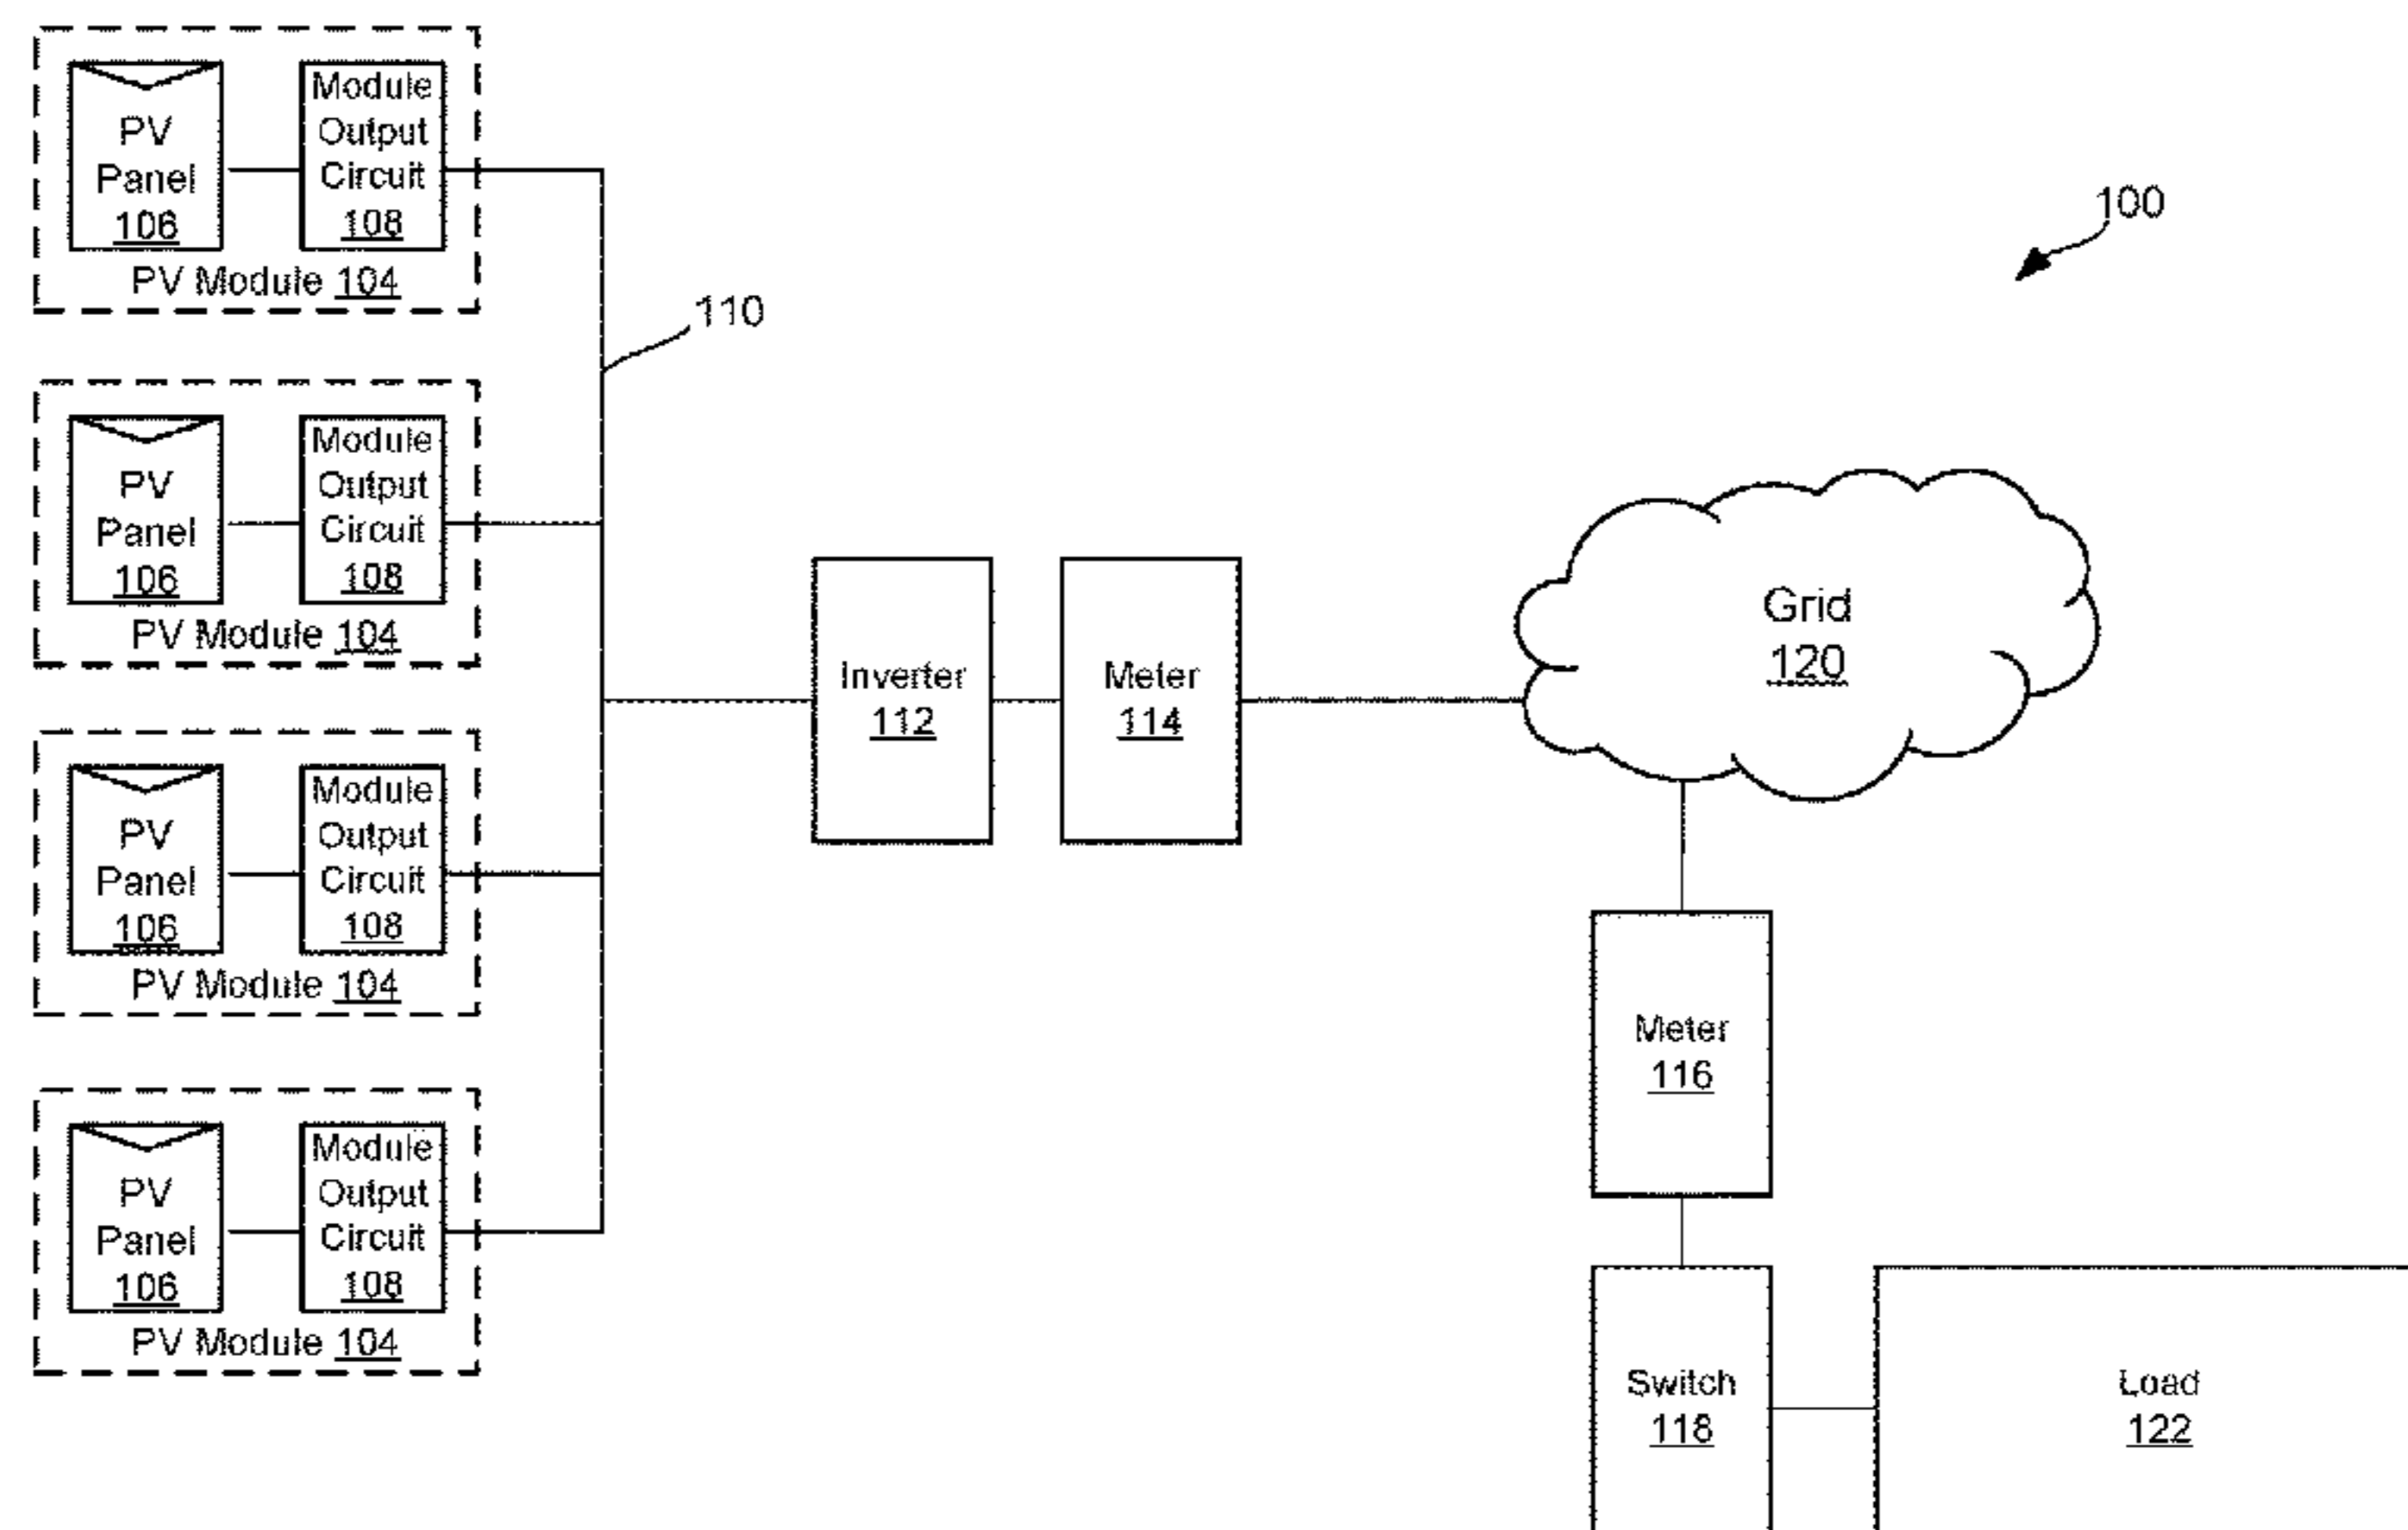 PV
Panel
106
Module
Output
Circuit
108
PV Module 104
PV
Panel
106
Module
Output
Circuit
108
PV Module 104
PV
Panel
106
Module
Output
Circuit
108
PV Module 104
PV
Panel
106
Module
Output
Circuit
108
PV Module 104
110
Inverter
112
Meter
114
100
Grid
120
Meter
116
Switch
118
Load
122